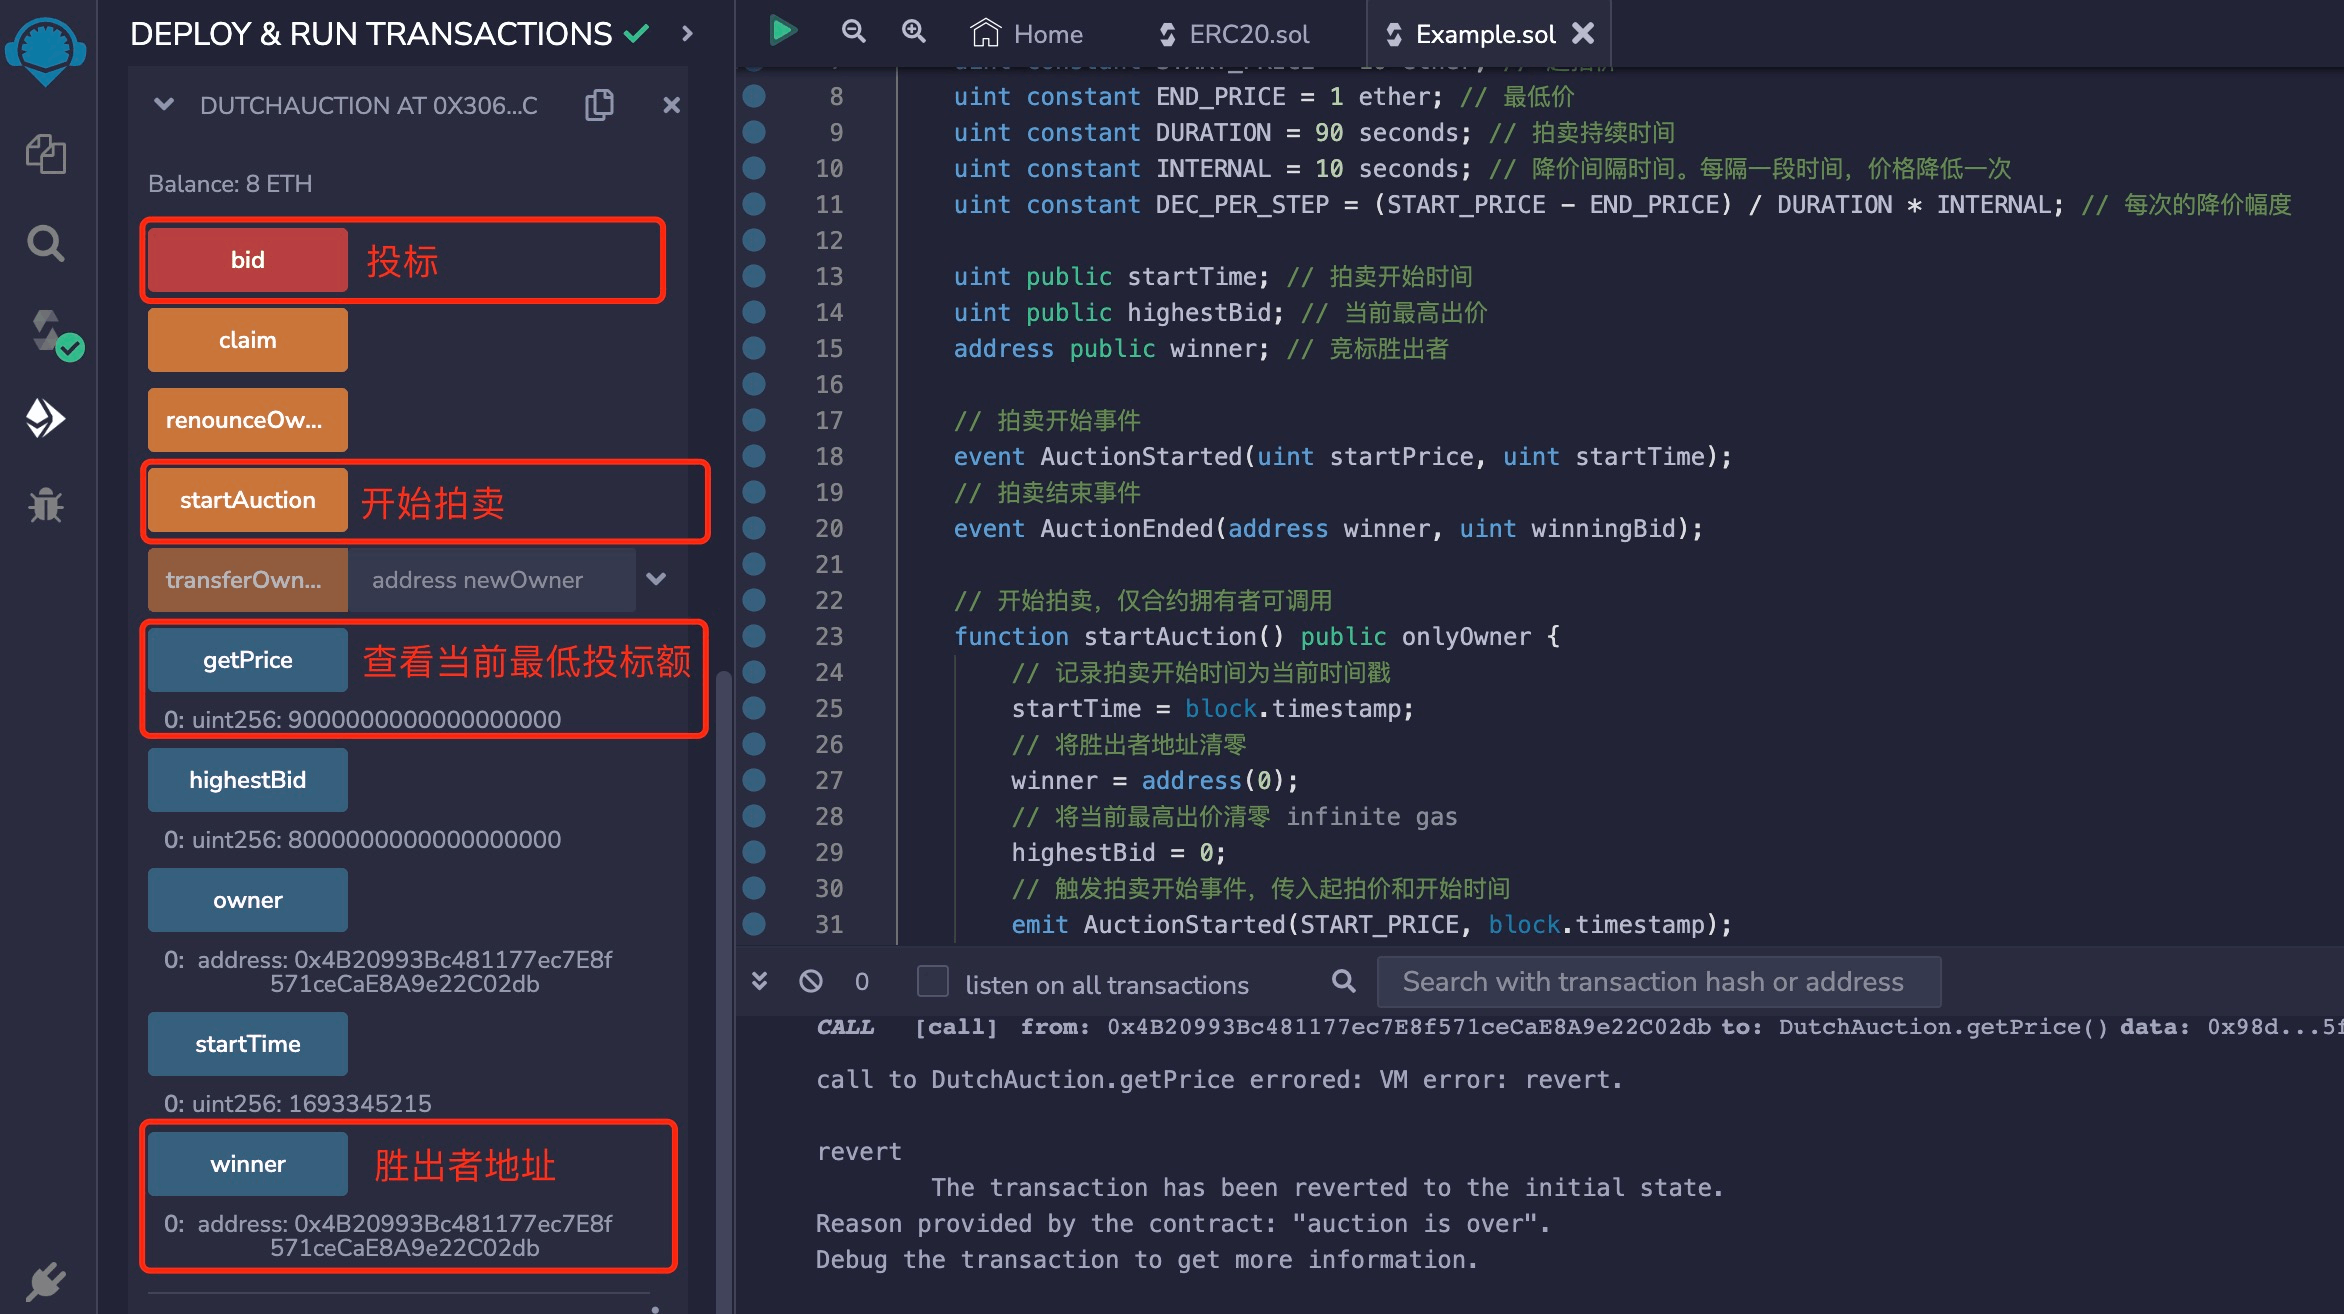 DEPLOY & RUN TRANSACTIONS
DUTCHAUCTION AT 0X306...C
Balance: 8 ETH
bid 投标
claim
renounceOw...
startAuction 开始拍卖
transferOwn... address newOwner
getPrice 查看当前最低投标额
0: uint256: 9000000000000000000
highestBid
0: uint256: 8000000000000000000
owner
0: address: 0x4B20993Bc481177ec7E8f
571ceCaE8A9e22C02db
startTime
0: uint256: 1693345215
winner 胜出者地址
0: address: 0x4B20993Bc481177ec7E8f
571ceCaE8A9e22C02db
Home ERC20.sol Example.sol
8 uint constant END_PRICE = 1 ether; // 最低价
9 uint constant DURATION = 90 seconds; // 拍卖持续时间
10 uint constant INTERNAL = 10 seconds; // 降价间隔时间。每隔一段时间，价格降低一次
11 uint constant DEC_PER_STEP = (START_PRICE - END_PRICE) / DURATION * INTERNAL; // 每次的降价幅度
12
13 uint public startTime; // 拍卖开始时间
14 uint public highestBid; // 当前最高出价
15 address public winner; // 竞标胜出者
16
17 // 拍卖开始事件
18 event AuctionStarted(uint startPrice, uint startTime);
19 // 拍卖结束事件
20 event AuctionEnded(address winner, uint winningBid);
21
22 // 开始拍卖，仅合约拥有者可调用
23 function startAuction() public onlyOwner {
24 // 记录拍卖开始时间为当前时间戳
25 startTime = block.timestamp;
26 // 将胜出者地址清零
27 winner = address(0);
28 // 将当前最高出价清零 infinite gas
29 highestBid = 0;
30 // 触发拍卖开始事件，传入起拍价和开始时间
31 emit AuctionStarted(START_PRICE, block.timestamp);
0 listen on all transactions Search with transaction hash or address
CALL [call] from: 0x4B20993Bc481177ec7E8f571ceCaE8A9e22C02db to: DutchAuction.getPrice() data: 0x98d...5f
call to DutchAuction.getPrice errored: VM error: revert.
revert
The transaction has been reverted to the initial state.
Reason provided by the contract: "auction is over".
Debug the transaction to get more information.